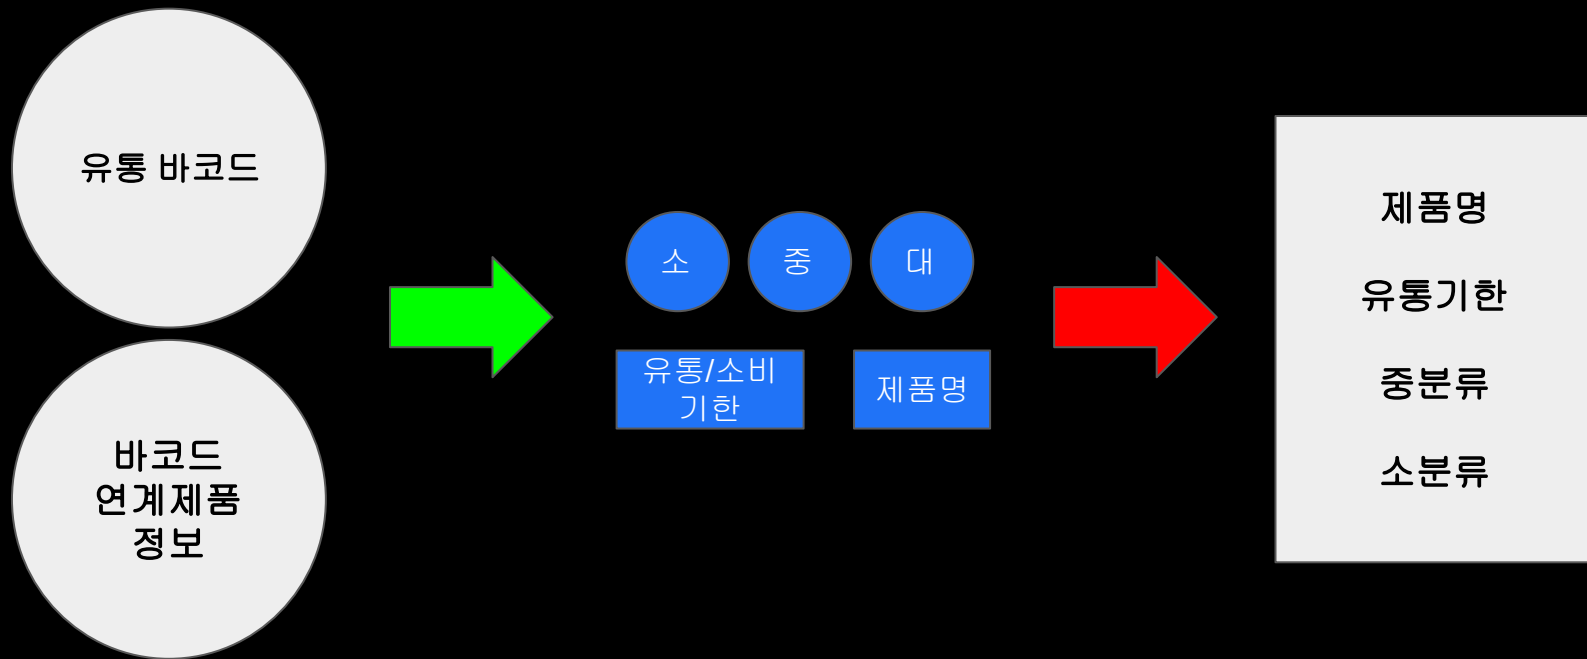 유통 바코드
바코드
연계제품
정보
소
중
대
유통/소비
기한
제품명
제품명
유통기한
중분류
소분류